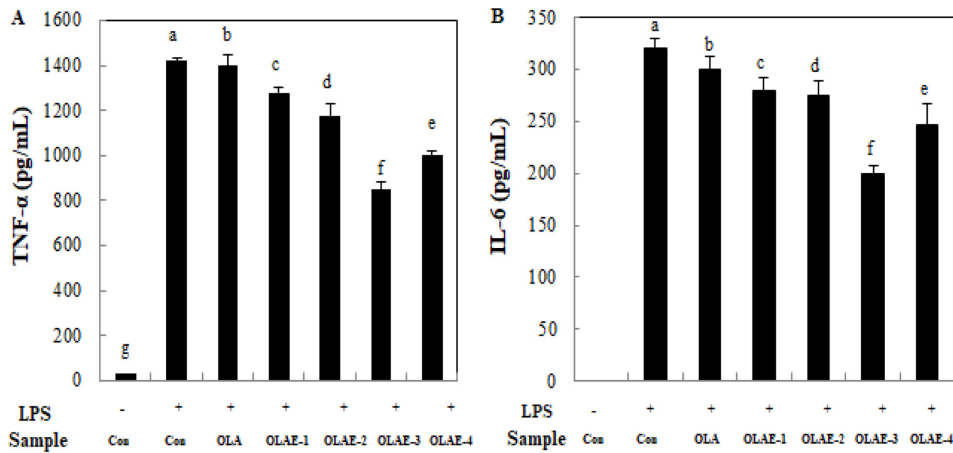 A
TNF-α (pg/mL)
1600
1400
1200
1000
800
600
400
200
0
g
a
b
c
d
f
e
LPS - + + + + + +
Sample Con Con OLA OLAE-1 OLAE-2 OLAE-3 OLAE-4
B
IL-6 (pg/mL)
350
300
250
200
150
100
50
0
a
b
c
d
f
e
LPS - + + + + + +
Sample Con Con OLA OLAE-1 OLAE-2 OLAE-3 OLAE-4